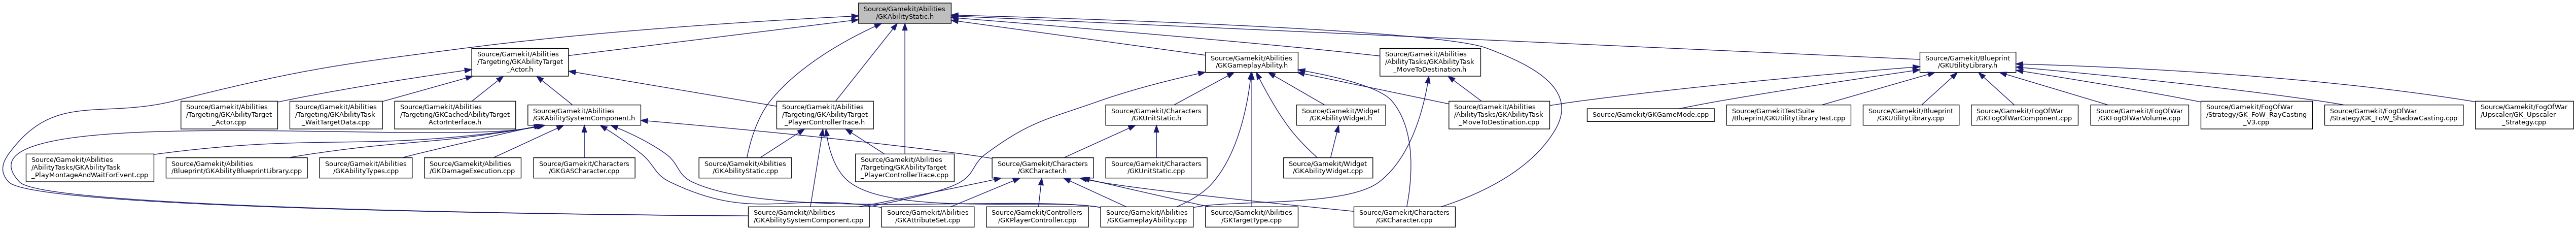 Source/Gamekit/Abilities
/GKAbilityStatic.h
Source/Gamekit/Abilities
/Targeting/GKAbilityTarget
_Actor.h
Source/Gamekit/Abilities
/GKGameplayAbility.h
Source/Gamekit/Abilities
/AbilityTasks/GKAbilityTask
_MoveToDestination.h
Source/Gamekit/Blueprint
/GKUtilityLibrary.h
Source/Gamekit/Abilities
/Targeting/GKAbilityTarget
_Actor.cpp
Source/Gamekit/Abilities
/Targeting/GKAbilityTask
_WaitTargetData.cpp
Source/Gamekit/Abilities
/Targeting/GKCachedAbilityTarget
ActorInterface.h
Source/Gamekit/Abilities
/GKAbilitySystemComponent.h
Source/Gamekit/Abilities
/Targeting/GKAbilityTarget
_PlayerControllerTrace.h
Source/Gamekit/Characters
/GKUnitStatic.h
Source/Gamekit/Widget
/GKAbilityWidget.h
Source/Gamekit/Abilities
/AbilityTasks/GKAbilityTask
_MoveToDestination.cpp
Source/Gamekit/GKGameMode.cpp
Source/GamekitTestSuite
/Blueprint/GKUtilityLibraryTest.cpp
Source/Gamekit/Blueprint
/GKUtilityLibrary.cpp
Source/Gamekit/FogOfWar
/GKFogOfWarComponent.cpp
Source/Gamekit/FogOfWar
/GKFogOfWarVolume.cpp
Source/Gamekit/FogOfWar
/Strategy/GK_FoW_RayCasting
_V3.cpp
Source/Gamekit/FogOfWar
/Strategy/GK_FoW_ShadowCasting.cpp
Source/Gamekit/FogOfWar
/Upscaler/GK_Upscaler
_Strategy.cpp
Source/Gamekit/Abilities
/AbilityTasks/GKAbilityTask
_PlayMontageAndWaitForEvent.cpp
Source/Gamekit/Abilities
/Blueprint/GKAbilityBlueprintLibrary.cpp
Source/Gamekit/Abilities
/GKAbilityTypes.cpp
Source/Gamekit/Abilities
/GKDamageExecution.cpp
Source/Gamekit/Characters
/GKGASCharacter.cpp
Source/Gamekit/Abilities
/GKAbilityStatic.cpp
Source/Gamekit/Abilities
/Targeting/GKAbilityTarget
_PlayerControllerTrace.cpp
Source/Gamekit/Characters
/GKCharacter.h
Source/Gamekit/Characters
/GKUnitStatic.cpp
Source/Gamekit/Widget
/GKAbilityWidget.cpp
Source/Gamekit/Abilities
/GKAbilitySystemComponent.cpp
Source/Gamekit/Abilities
/GKAttributeSet.cpp
Source/Gamekit/Controllers
/GKPlayerController.cpp
Source/Gamekit/Abilities
/GKGameplayAbility.cpp
Source/Gamekit/Abilities
/GKTargetType.cpp
Source/Gamekit/Characters
/GKCharacter.cpp